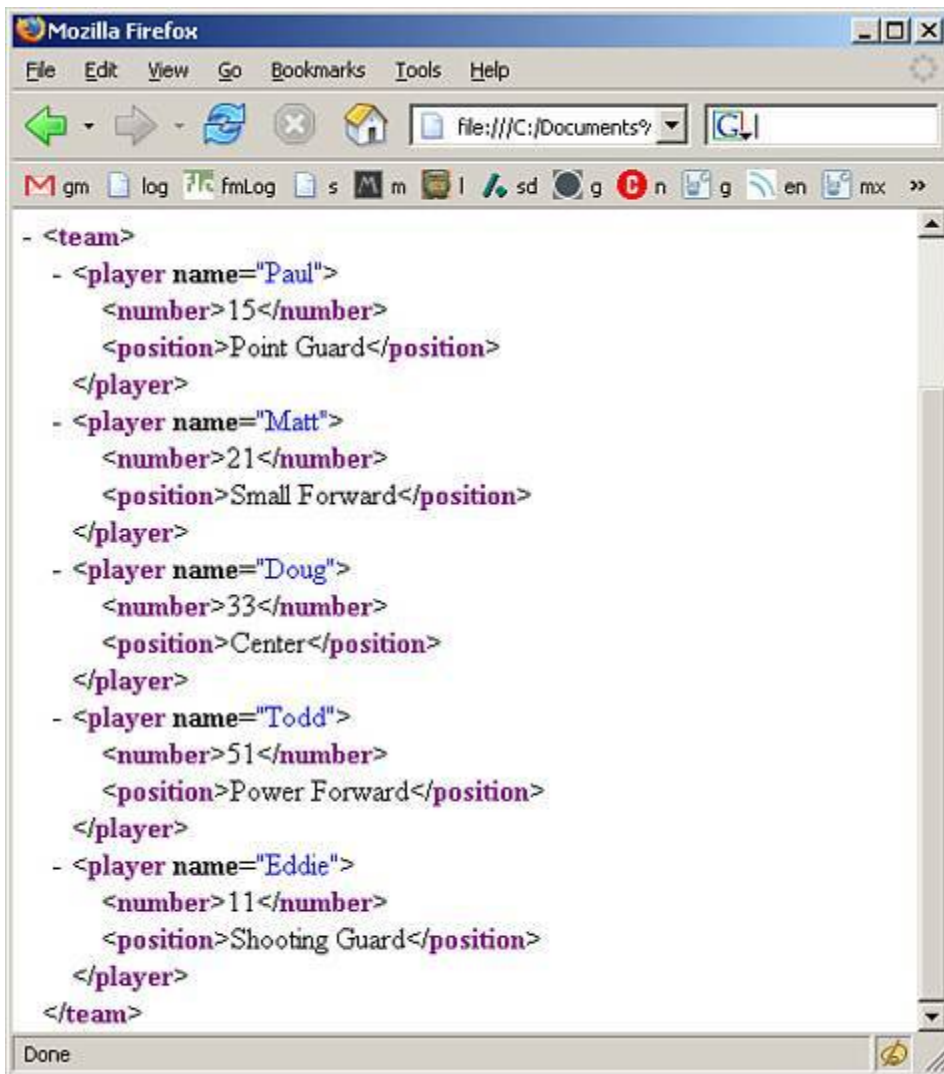 Mozilla Firefox
File Edit View Go Bookmarks Tools Help
file:///C:/Documents% G
gm log fmLog s M m l sd g C n g en mx »
- <team>
- <player name="Paul">
<number>15</number>
<position>Point Guard</position>
</player>
- <player name="Matt">
<number>21</number>
<position>Small Forward</position>
</player>
- <player name="Doug">
<number>33</number>
<position>Center</position>
</player>
- <player name="Todd">
<number>51</number>
<position>Power Forward</position>
</player>
- <player name="Eddie">
<number>11</number>
<position>Shooting Guard</position>
</player>
</team>
Done